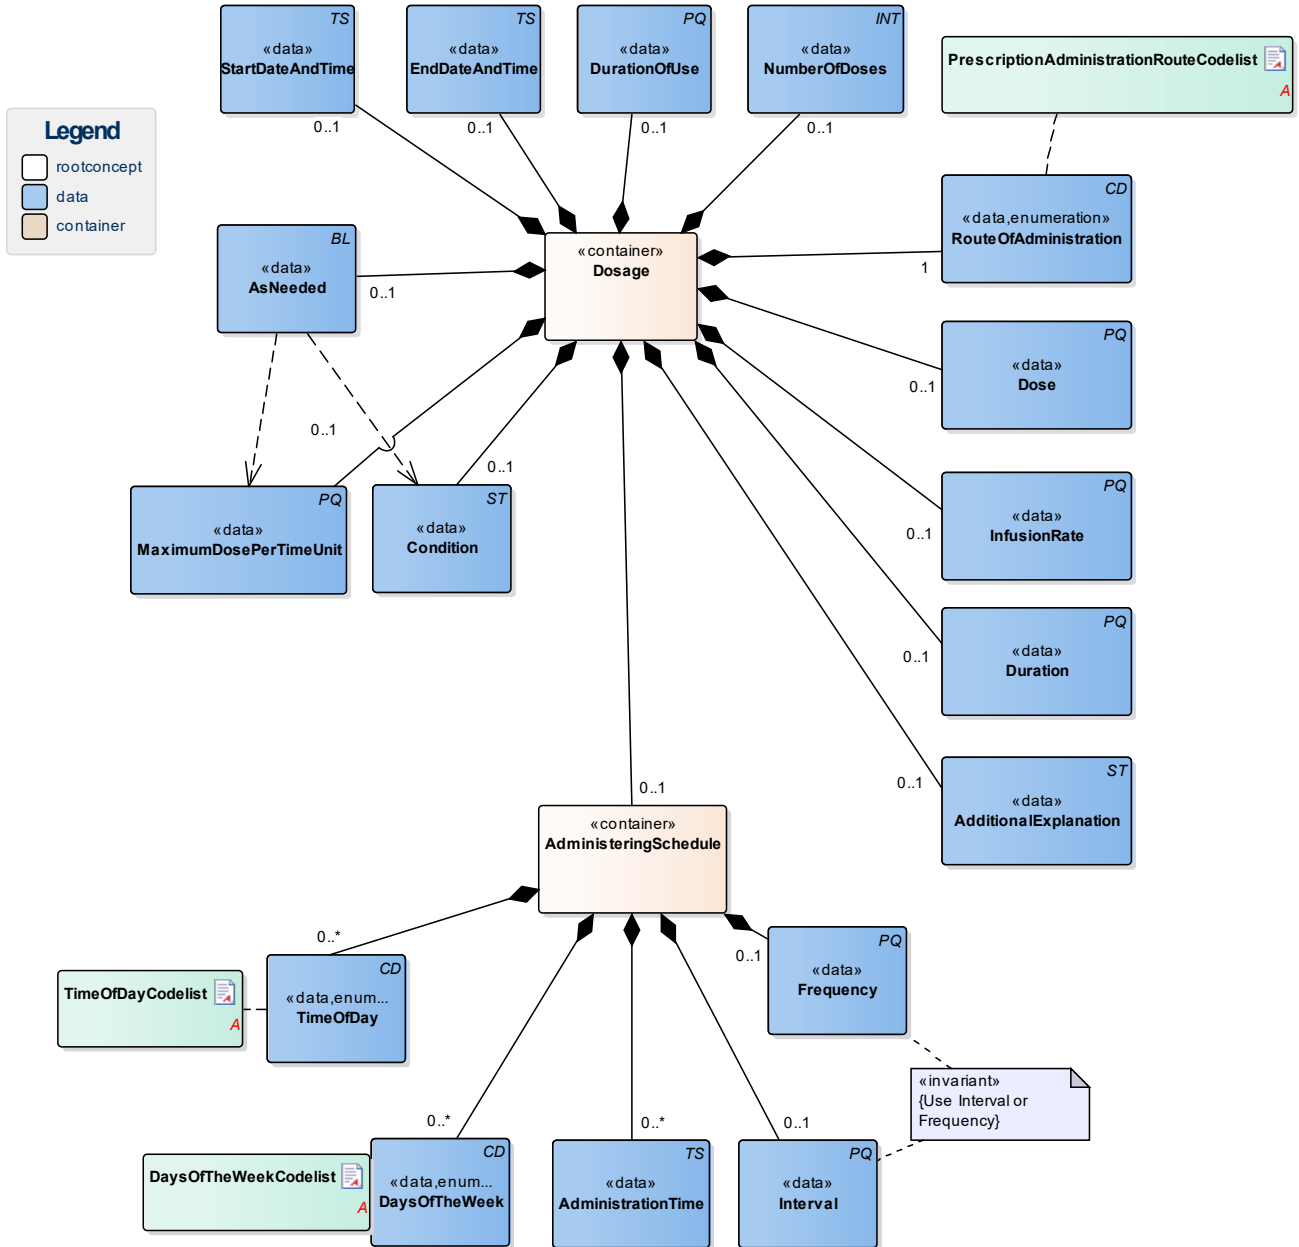 TS
«data»
StartDateAndTime
0..1
TS
«data»
EndDateAndTime
0..1
PQ
«data»
DurationOfUse
0..1
INT
«data»
NumberOfDoses
0..1
PrescriptionAdministrationRouteCodelist
A
Legend
rootconcept
data
container
CD
«data,enumeration»
RouteOfAdministration
1
BL
«data»
AsNeeded
0..1
«container»
Dosage
PQ
«data»
Dose
0..1
0..1
0..1
PQ
«data»
MaximumDosePerTimeUnit
ST
«data»
Condition
PQ
«data»
InfusionRate
0..1
PQ
«data»
Duration
0..1
ST
«data»
AdditionalExplanation
0..1
0..1
«container»
AdministeringSchedule
0..*
0..1
PQ
«data»
Frequency
TimeOfDayCodelist
A
CD
«data,enum...
TimeOfDay
«invariant»
{Use Interval or
Frequency}
0..*
0..*
0..1
DaysOfTheWeekCodelist
A
CD
«data,enum...
DaysOfTheWeek
TS
«data»
AdministrationTime
PQ
«data»
Interval